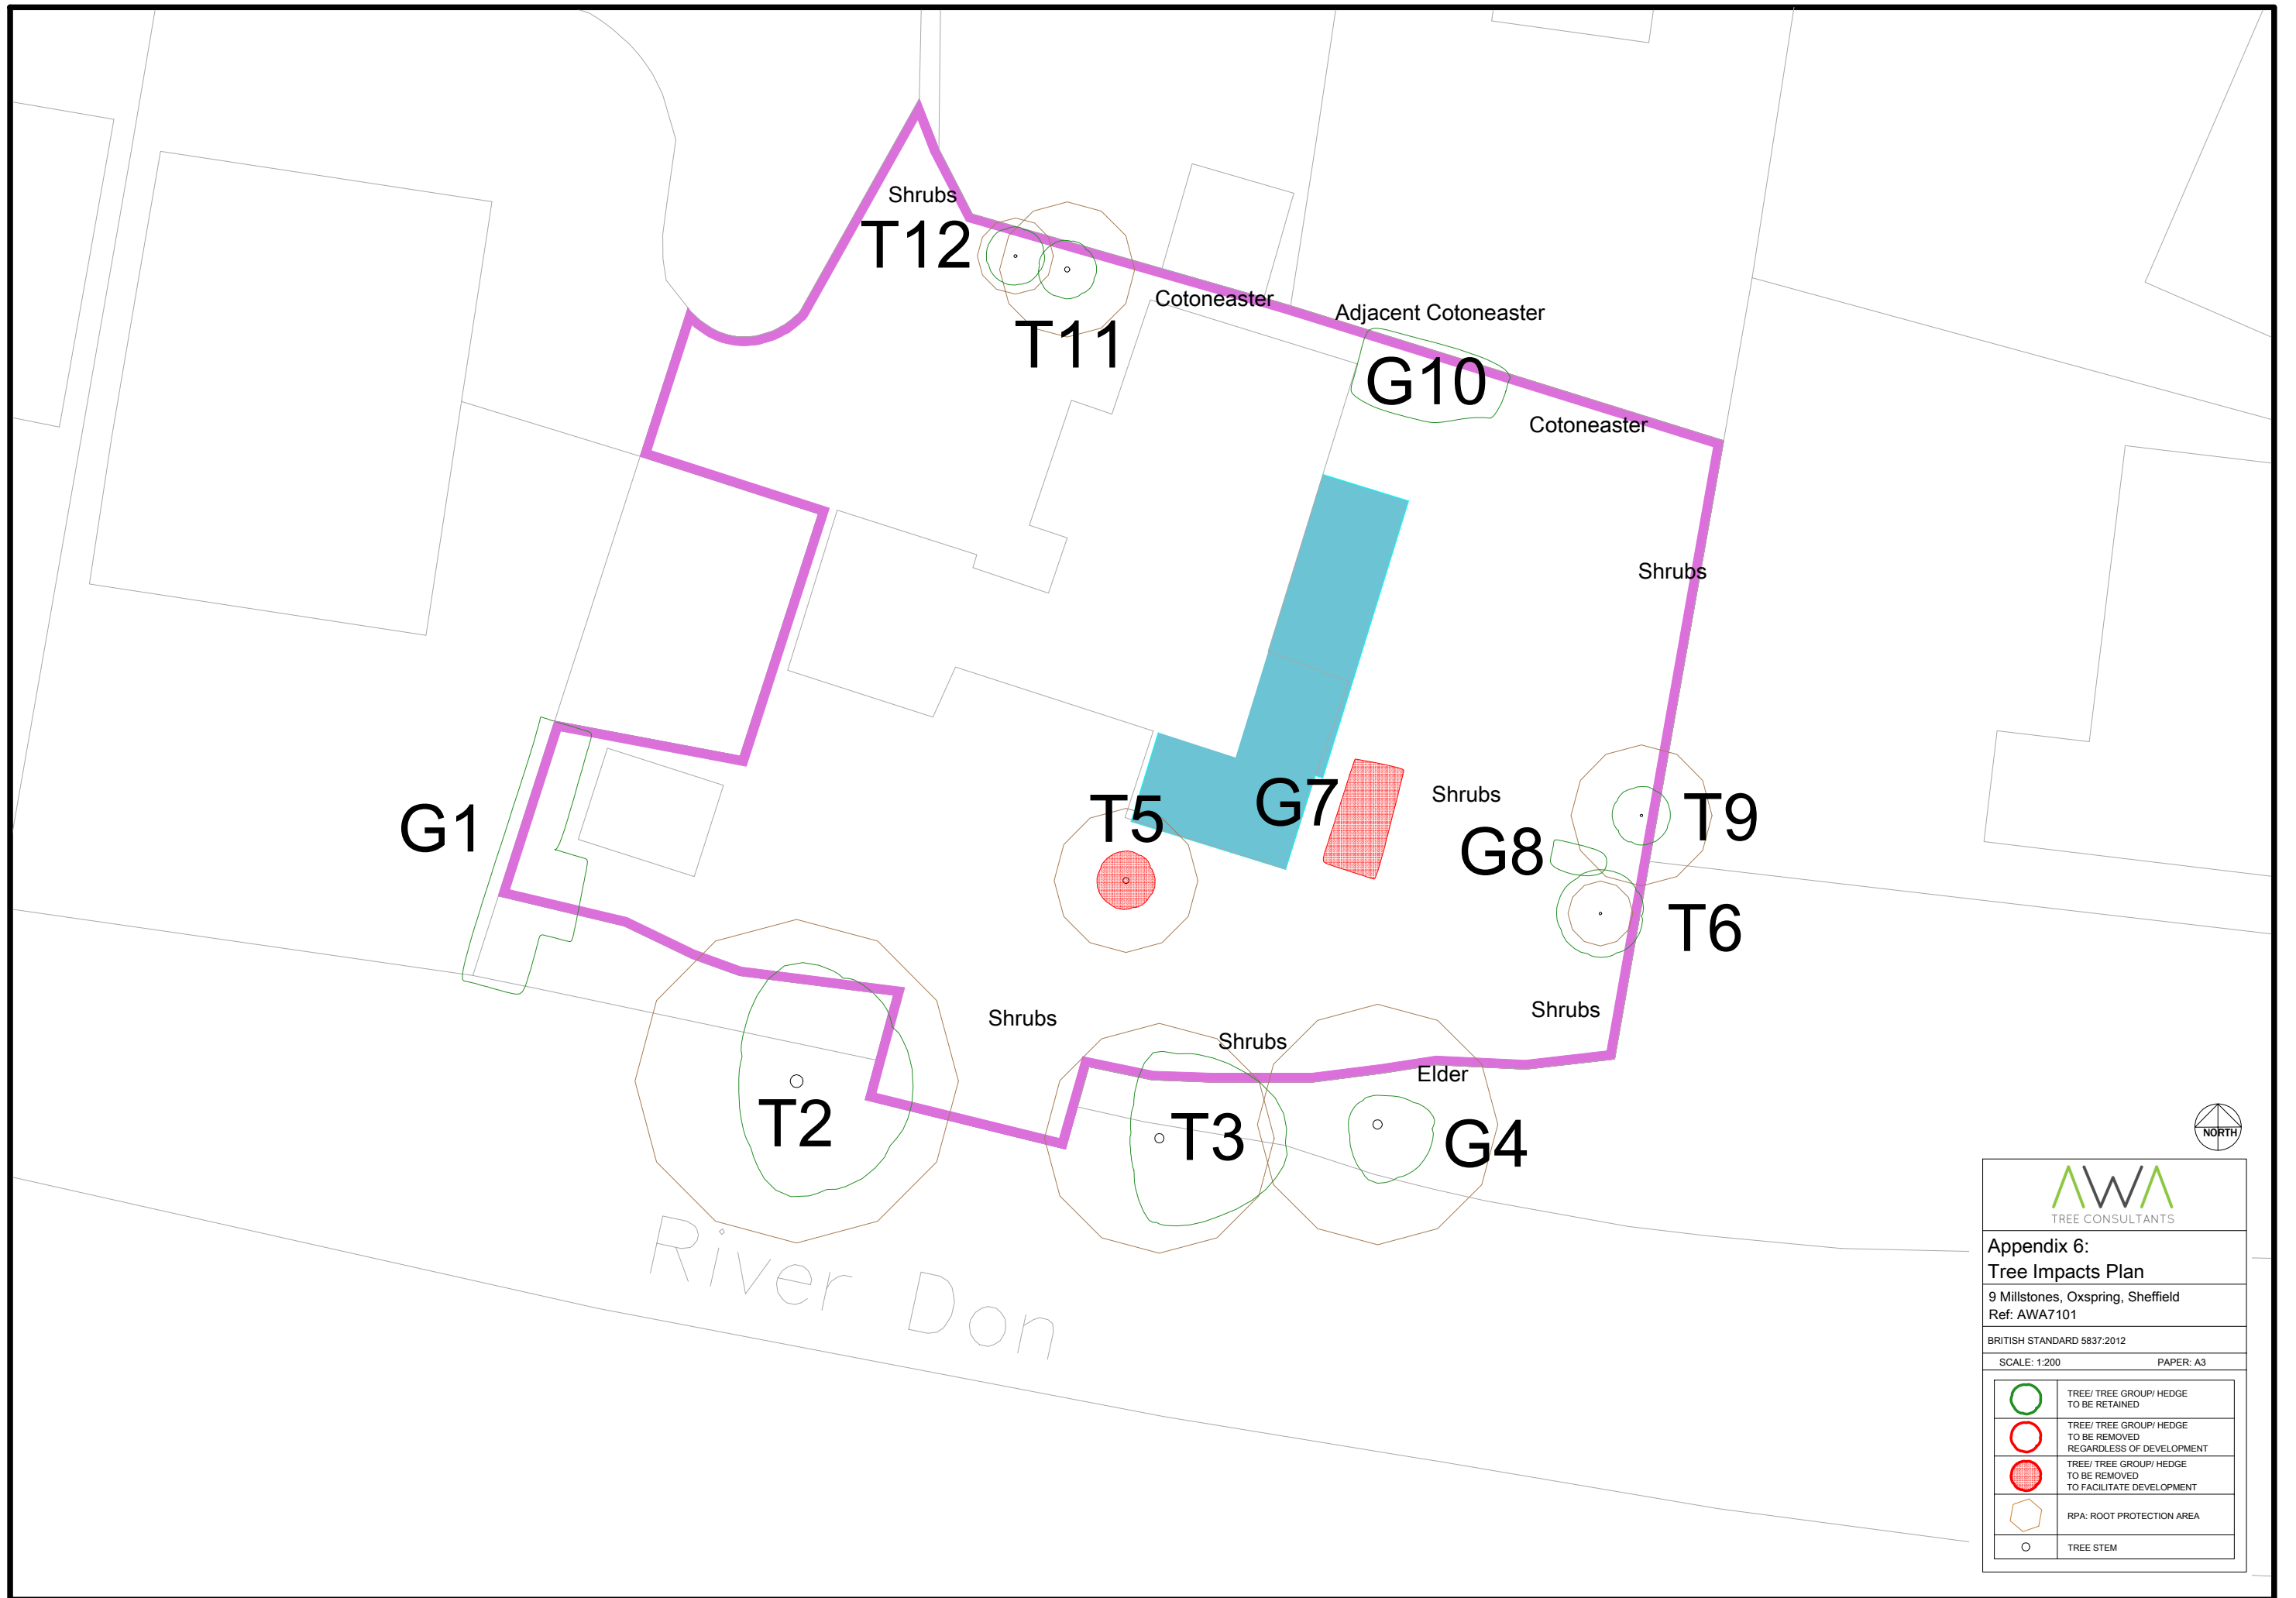 Shrubs
T12
T11
Cotoneaster
Adjacent Cotoneaster
G10
Cotoneaster
Shrubs
G1
T5
G7
Shrubs
G8
T9
T6
Shrubs
Shrubs
Shrubs
Elder
T2
T3
G4
River Don
NORTH
AWA
TREE CONSULTANTS
Appendix 6:
Tree Impacts Plan
9 Millstones, Oxspring, Sheffield
Ref: AWA7101
BRITISH STANDARD 5837:2012
SCALE: 1:200 PAPER: A3
TREE/ TREE GROUP/ HEDGE
TO BE RETAINED
TREE/ TREE GROUP/ HEDGE
TO BE REMOVED
REGARDLESS OF DEVELOPMENT
TREE/ TREE GROUP/ HEDGE
TO BE REMOVED
TO FACILITATE DEVELOPMENT
RPA: ROOT PROTECTION AREA
TREE STEM